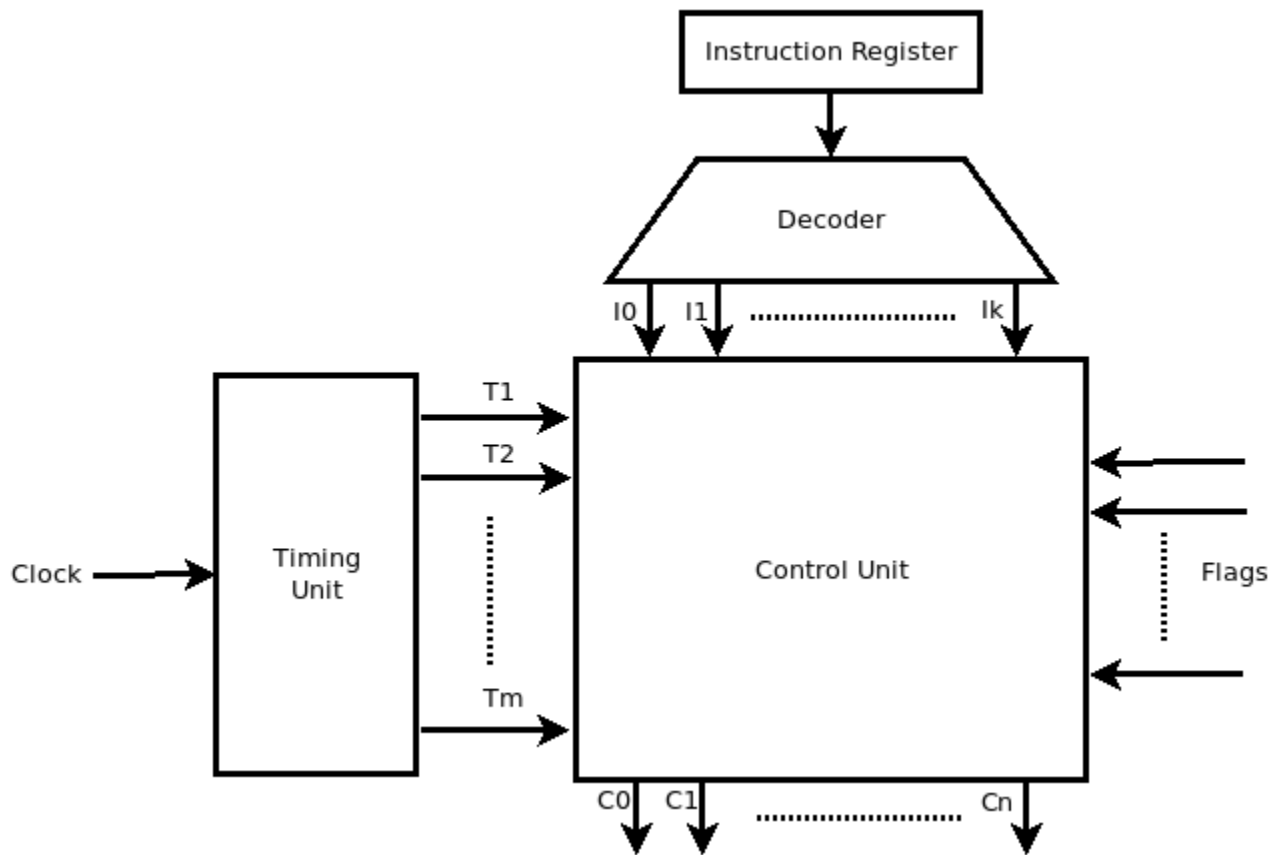 Instruction Register
Decoder
I0
I1
Ik
T1
T2
Tm
Clock
Timing
Unit
Control Unit
Flags
C0
C1
Cn